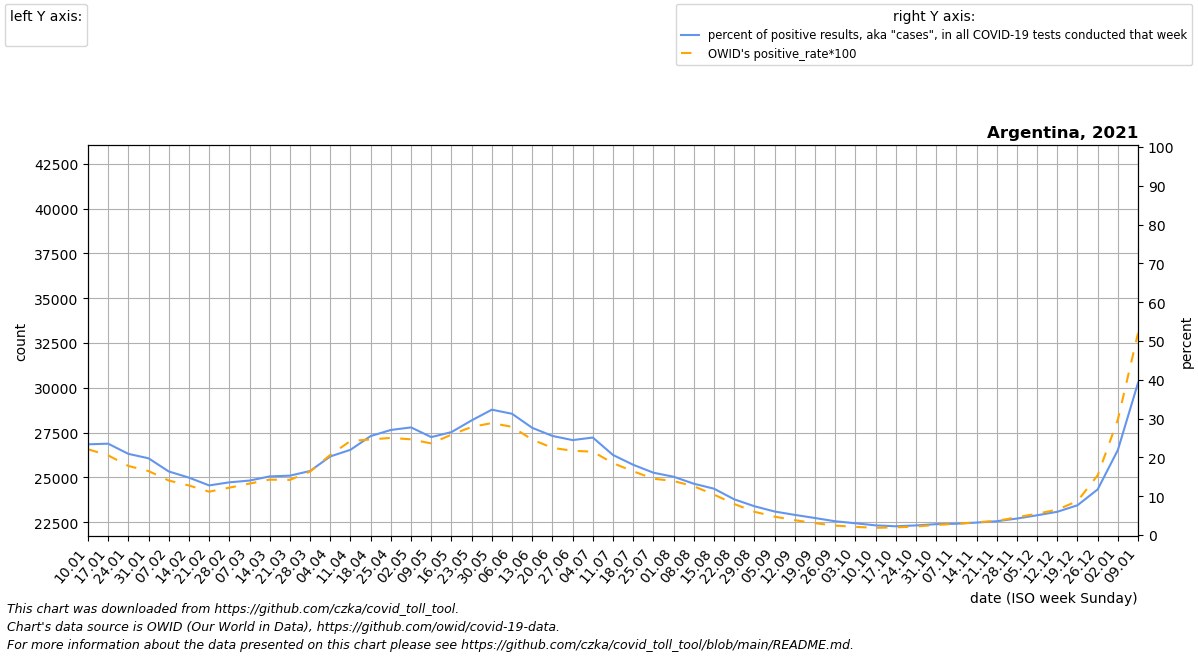 left Y axis:
right Y axis:
percent of positive results, aka "cases", in all COVID-19 tests conducted that week
OWID's positive_rate*100
Argentina, 2021
42500
40000
37500
35000
32500
30000
27500
25000
22500
count
100
90
80
70
60
50
40
30
20
10
0
percent
10.01 17.01 24.01 31.01 07.02 14.02 21.02 28.02 07.03 14.03 21.03 28.03 04.04 11.04 18.04 25.04 02.05 09.05 16.05 23.05 30.05 06.06 13.06 20.06 27.06 04.07 11.07 18.07 25.07 01.08 08.08 15.08 22.08 29.08 05.09 12.09 19.09 26.09 03.10 10.10 17.10 24.10 31.10 07.11 14.11 21.11 28.11 05.12 12.12 19.12 26.12 02.01 09.01
date (ISO week Sunday)
This chart was downloaded from https://github.com/czka/covid_toll_tool.
Chart's data source is OWID (Our World in Data), https://github.com/owid/covid-19-data.
For more information about the data presented on this chart please see https://github.com/czka/covid_toll_tool/blob/main/README.md.